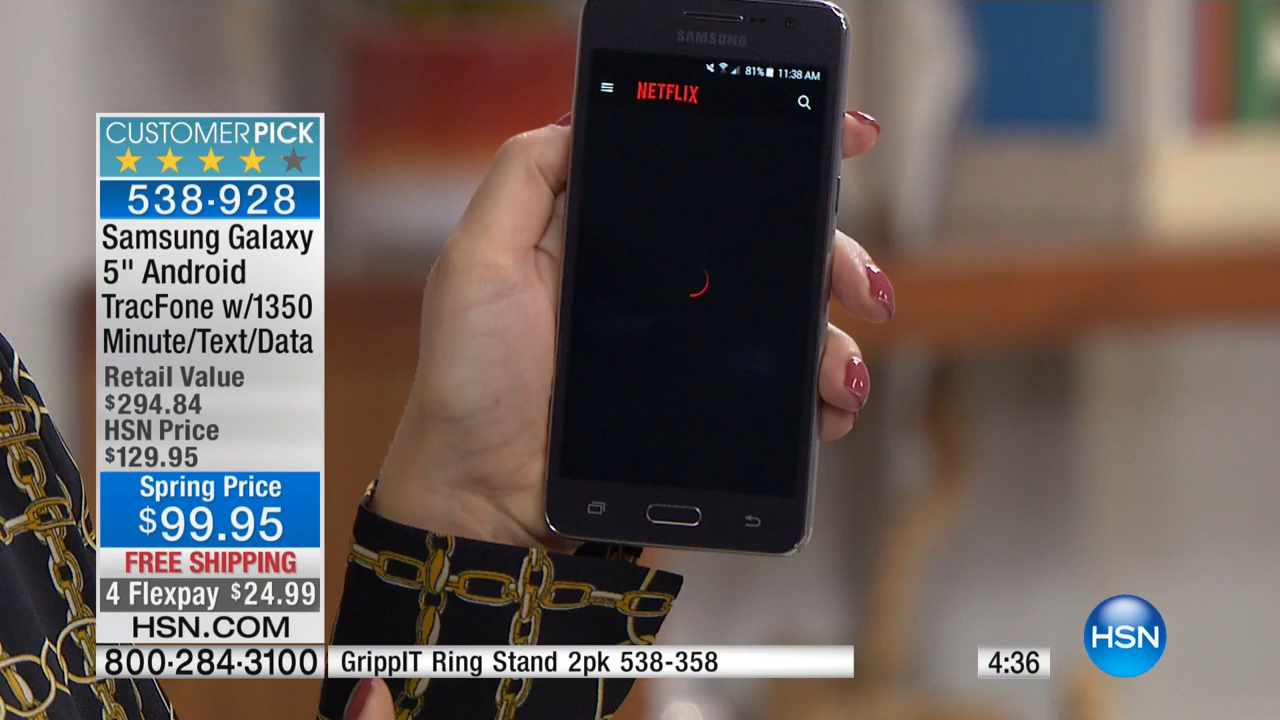 CUSTOMERPICK
538-928
Samsung Galaxy
5" Android
TracFone w/1350
Minute/Text/Data
Retail Value
$294.84
HSN Price
$129.95
Spring Price
$99.95
FREE SHIPPING
4 Flexpay $24.99
HSN.COM
800-284-3100
GrippIT Ring Stand 2pk 538-358
4:36
HSN
SAMSUNG
81% 11:38 AM
NETFLIX